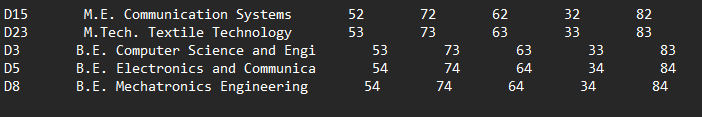 D15 M.E. Communication Systems 52 72 62 32 82
D23 M.Tech. Textile Technology 53 73 63 33 83
D3 B.E. Computer Science and Engi 53 73 63 33 83
D5 B.E. Electronics and Communica 54 74 64 34 84
D8 B.E. Mechatronics Engineering 54 74 64 34 84